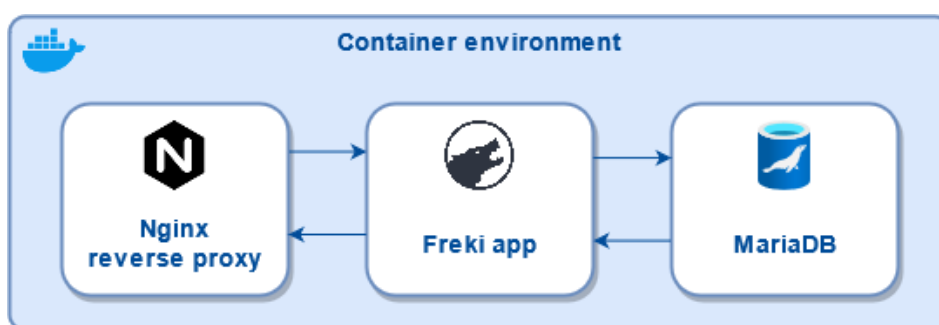 Container environment
N
Nginx
reverse proxy
Freki app
MariaDB